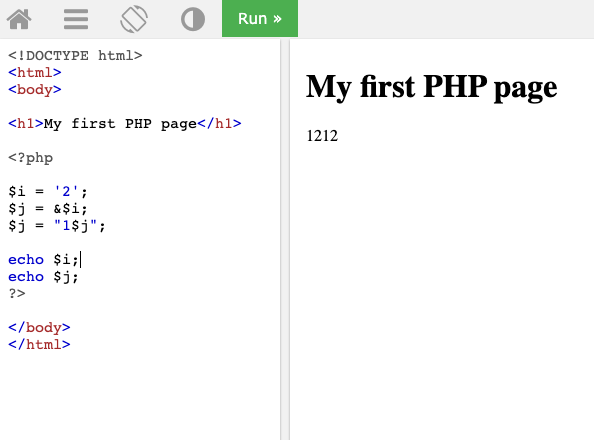 Run »
<!DOCTYPE html>
<html>
<body>
<h1>My first PHP page</h1>
<?php
$i = '2';
$j = &$i;
$j = "1$j";
echo $i;
echo $j;
?>
</body>
</html>
My first PHP page
1212